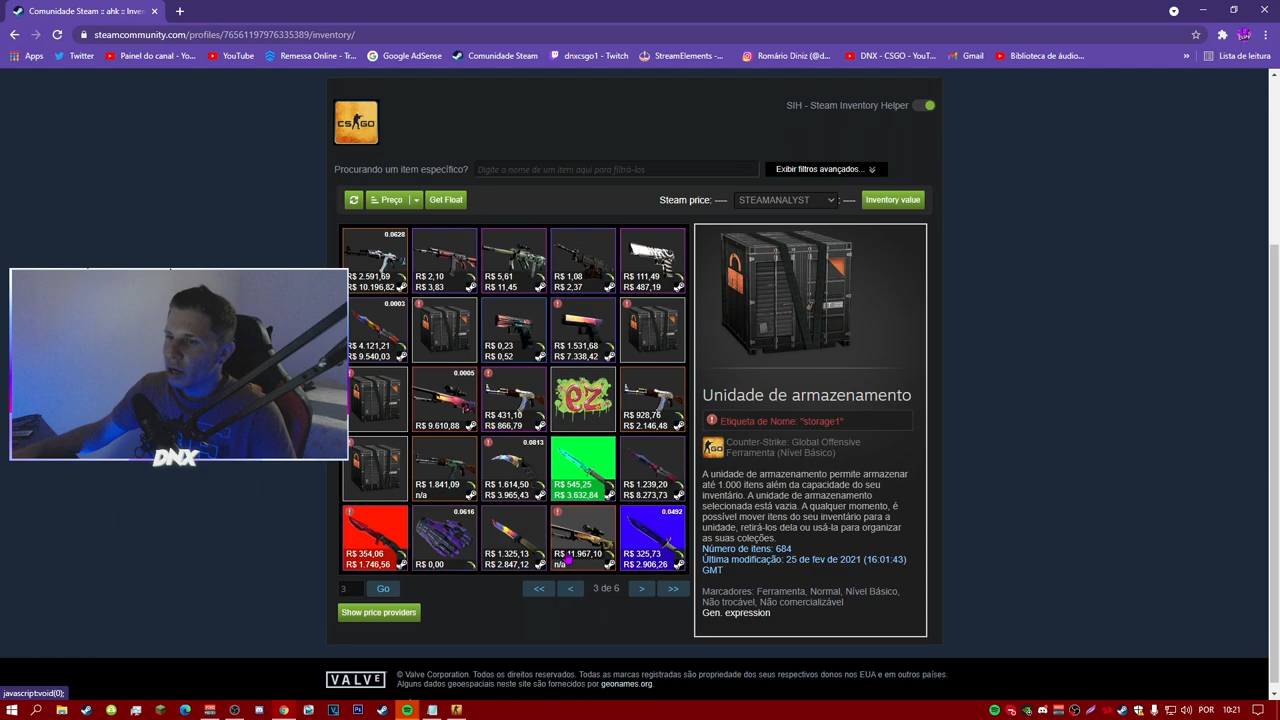 Comunidade Steam = ahk = Inven
steamcommunity.com/profiles/76561197976335389/inventory/
Apps
Twitter
Painel do canal - Yo...
YouTube
Remessa Online - Tr...
Google AdSense
Comunidade Steam
dnxcsgo1 - Twitch
StreamElements -...
Romário Diniz (@d...
DNX - CSGO - YouT...
Gmail
Biblioteca de áudio...
»
Lista de leitura
SIH - Steam Inventory Helper
CS GO
Procurando um item específico?
Digite o nome de um item aqui para filtrá-los
Exibir filtros avançados...
Preço
Get Float
Steam price: ----
STEAMANALYST
: ----
Inventory value
0.0628
R$ 2.591,69
R$ 10.196,82
R$ 2,10
R$ 3,83
R$ 5,61
R$ 11,45
R$ 1,08
R$ 2,37
R$ 111,49
R$ 487,19
0.0003
R$ 4.121,21
R$ 9.540,03
R$ 0,23
R$ 0,52
R$ 1.531,68
R$ 7.338,42
0.0005
R$ 9.610,88
R$ 431,10
R$ 866,79
ez
R$ 928,76
R$ 2.146,48
R$ 1.841,09
n/a
0.0813
R$ 1.614,50
R$ 3.965,43
R$ 545,25
R$ 3.632,84
R$ 1.239,20
R$ 8.273,73
R$ 354,06
R$ 1.746,56
0.0616
R$ 0,00
R$ 1.325,13
R$ 2.847,12
R$ 11.967,10
n/a
0.0492
R$ 325,73
R$ 2.906,26
3
Go
<<
<
3 de 6
>
>>
Show price providers
Unidade de armazenamento
Etiqueta de Nome: "storage1"
Counter-Strike: Global Offensive
Ferramenta (Nível Básico)
A unidade de armazenamento permite armazenar
até 1.000 itens além da capacidade do seu
inventário. A unidade de armazenamento
selecionada está vazia. A qualquer momento, é
possível mover itens do seu inventário para a
unidade, retirá-los dela ou usá-la para organizar
as suas coleções.
Número de itens: 684
Última modificação: 25 de fev de 2021 (16:01:43)
GMT
Marcadores: Ferramenta, Normal, Nível Básico,
Não trocável, Não comercializável
Gen. expression
DNX
VALVE
© Valve Corporation. Todos os direitos reservados. Todas as marcas registradas são propriedade dos seus respectivos donos nos EUA e em outros países.
Alguns dados geoespaciais neste site são fornecidos por geonames.org.
javascript:void(0);
POR
10:21